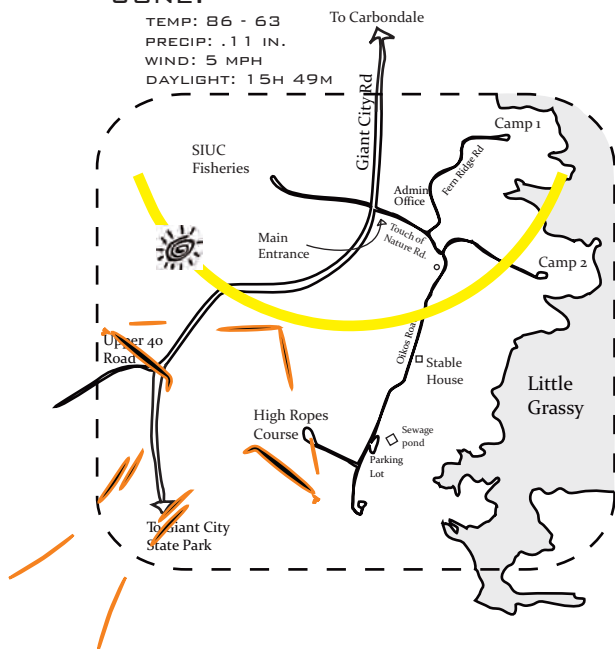 TEMP: 86 - 63
PRECIP: .11 IN.
WIND: 5 MPH
DAYLIGHT: 15H 49M
To Carbondale
Giant City Rd
Camp 1
SIUC
Fisheries
Fern Ridge Rd
Admin
Office
Touch of
Nature Rd.
Main
Entrance
Camp 2
Oikos Road
Upper 40
Road
Stable
House
Little
Grassy
High Ropes
Course
Sewage
pond
Parking
Lot
To Giant City
State Park